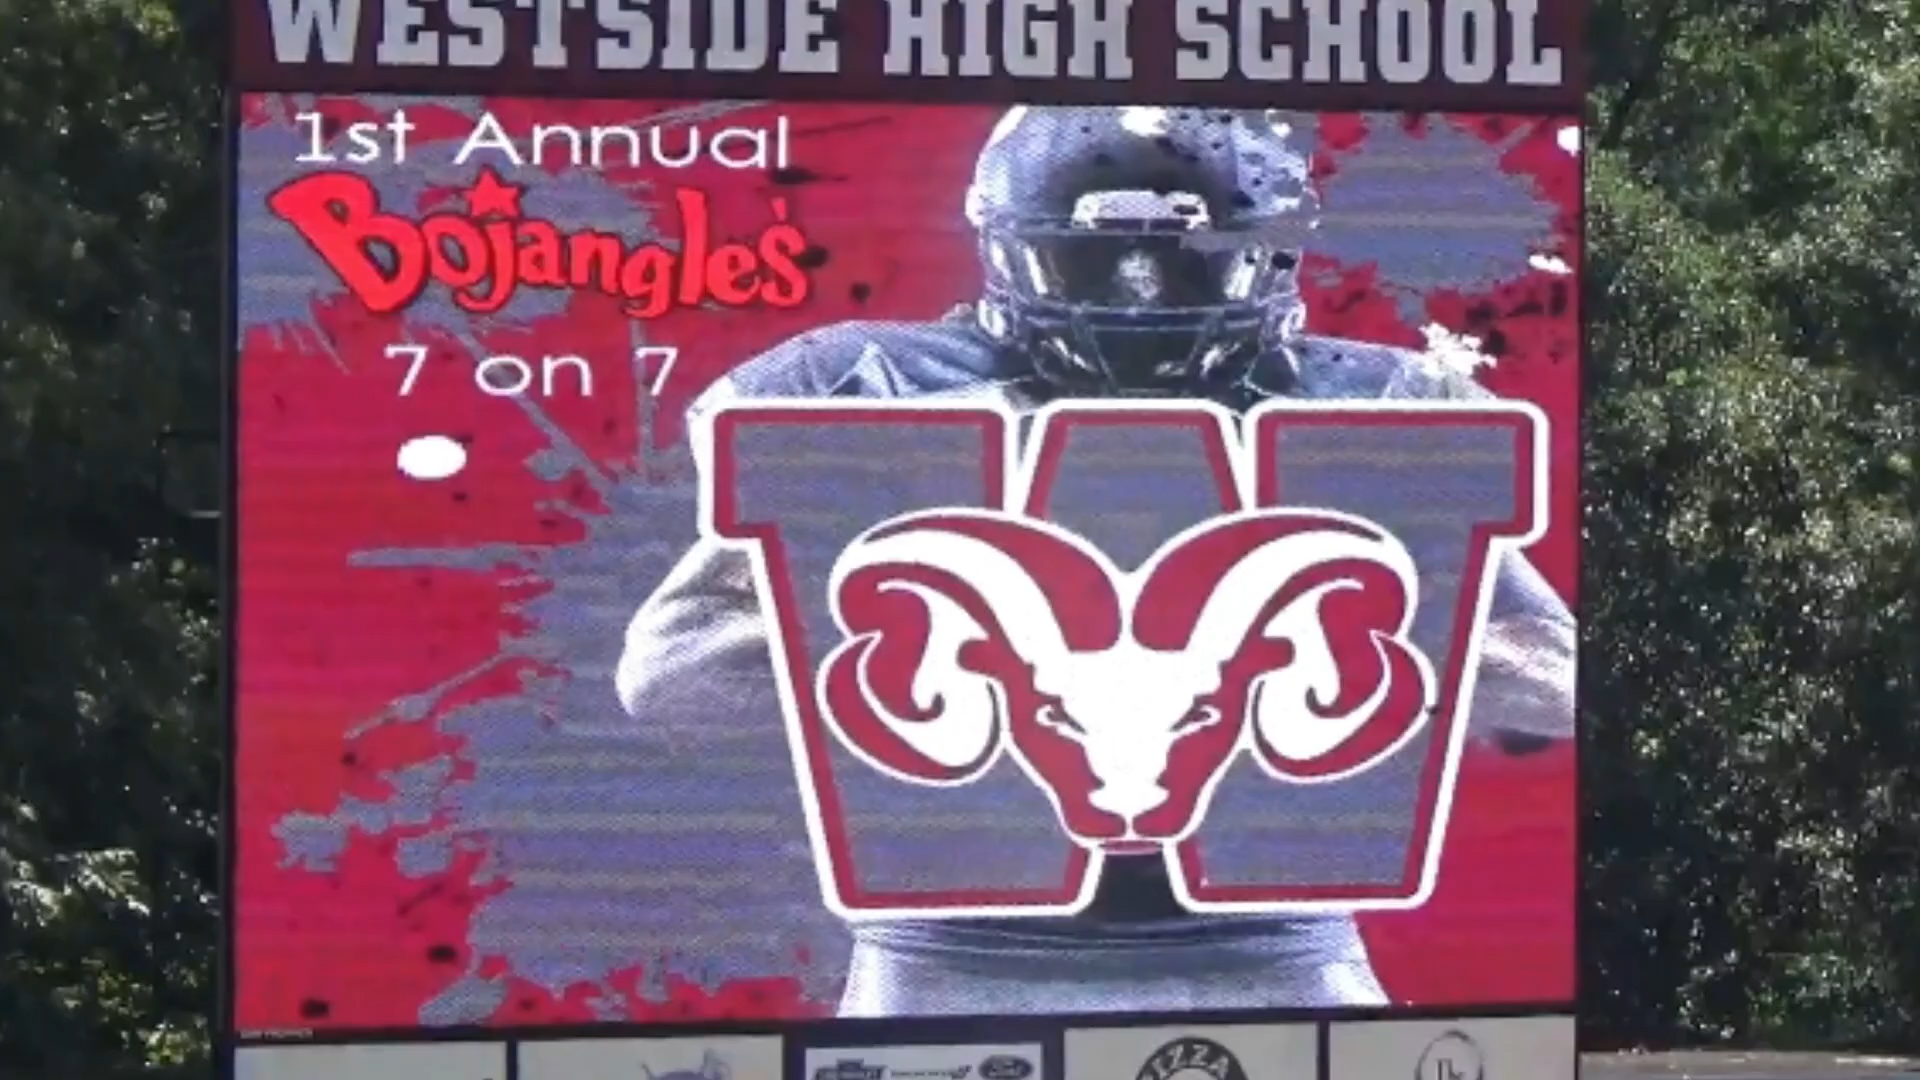 WESTSIDE HIGH SCHOOL
1st Annual
Bojangles'
7 on 7
W